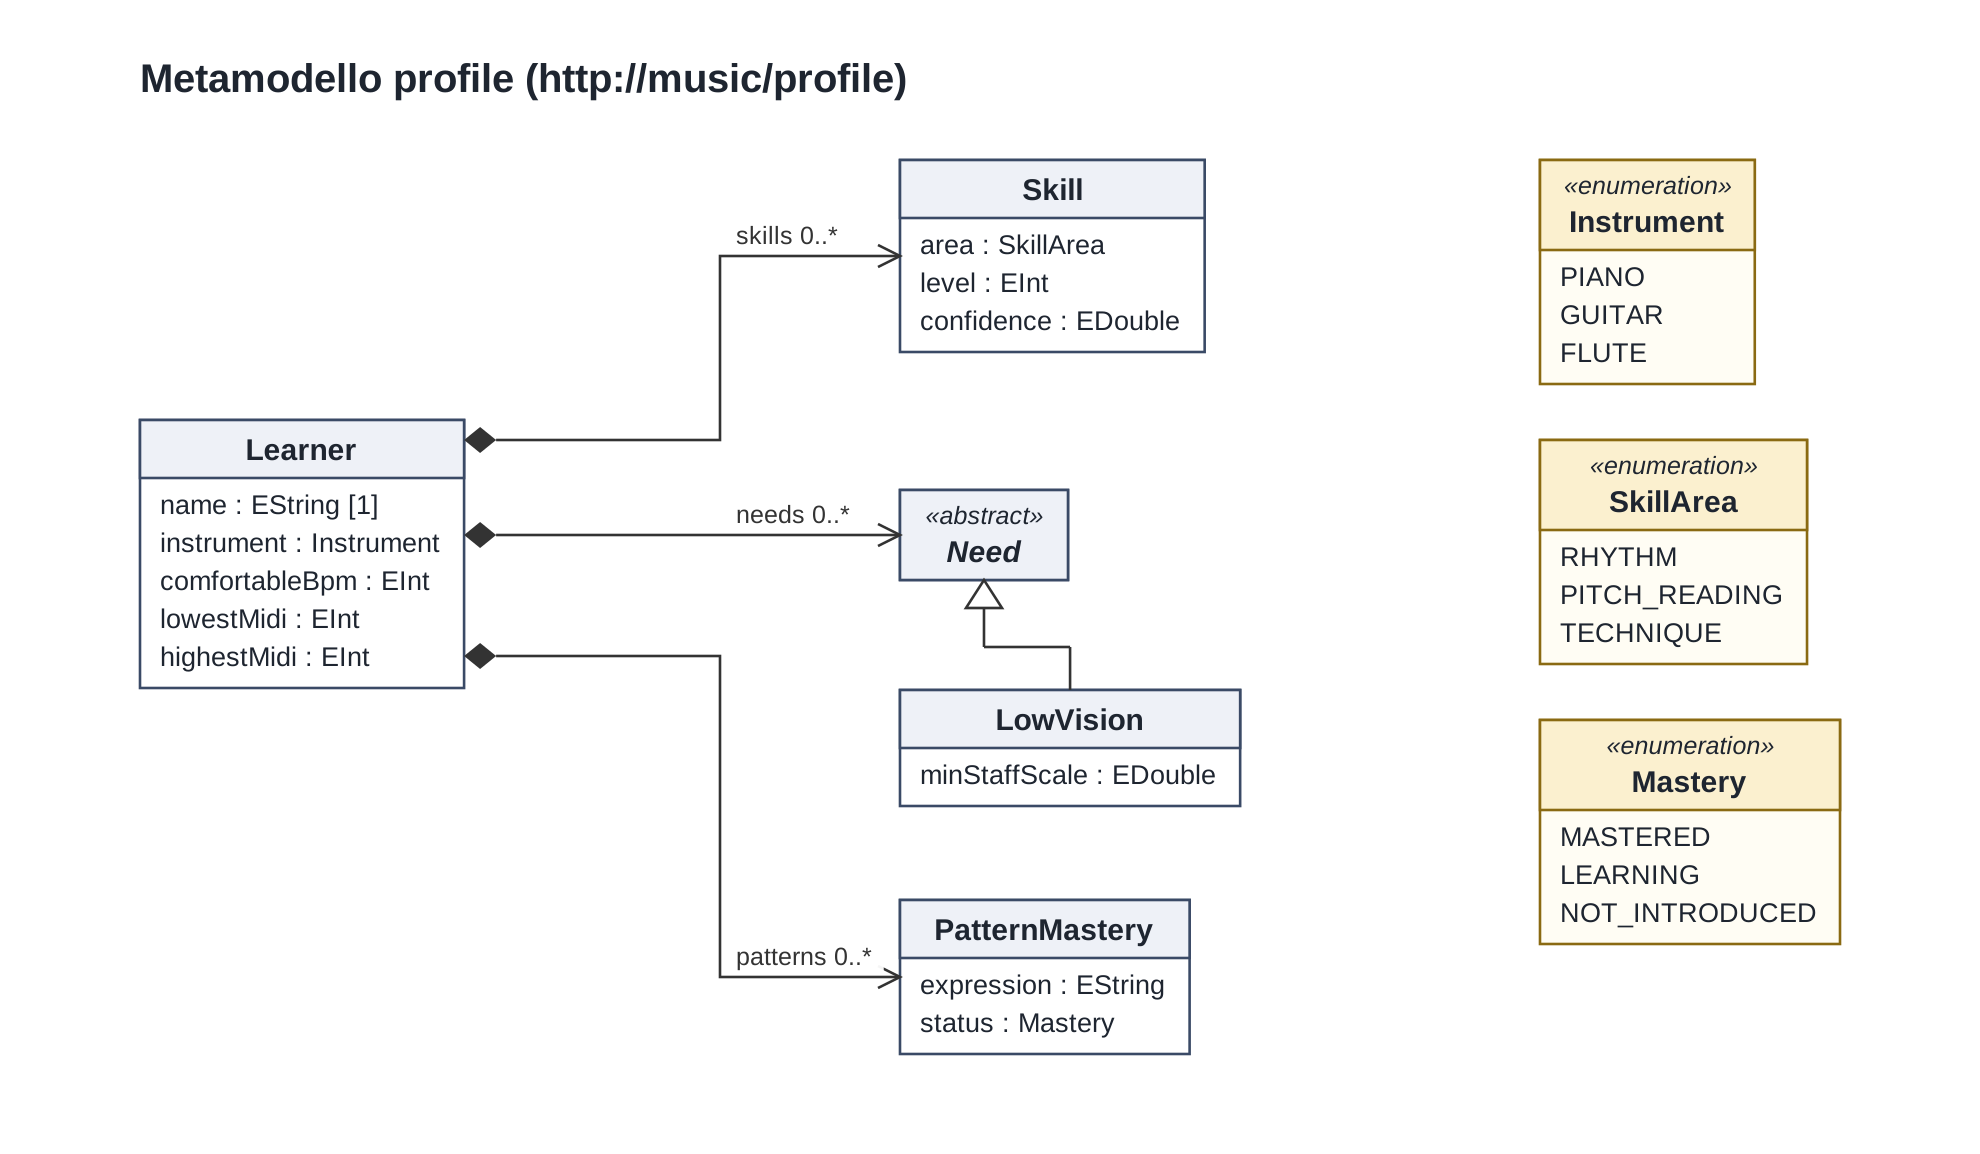 Metamodello profile (http://music/profile)
Skill
area : SkillArea
level : EInt
confidence : EDouble
skills 0..*
Learner
name : EString [1]
instrument : Instrument
comfortableBpm : EInt
lowestMidi : EInt
highestMidi : EInt
needs 0..*
«abstract»
Need
LowVision
minStaffScale : EDouble
patterns 0..*
PatternMastery
expression : EString
status : Mastery
«enumeration»
Instrument
PIANO
GUITAR
FLUTE
«enumeration»
SkillArea
RHYTHM
PITCH_READING
TECHNIQUE
«enumeration»
Mastery
MASTERED
LEARNING
NOT_INTRODUCED